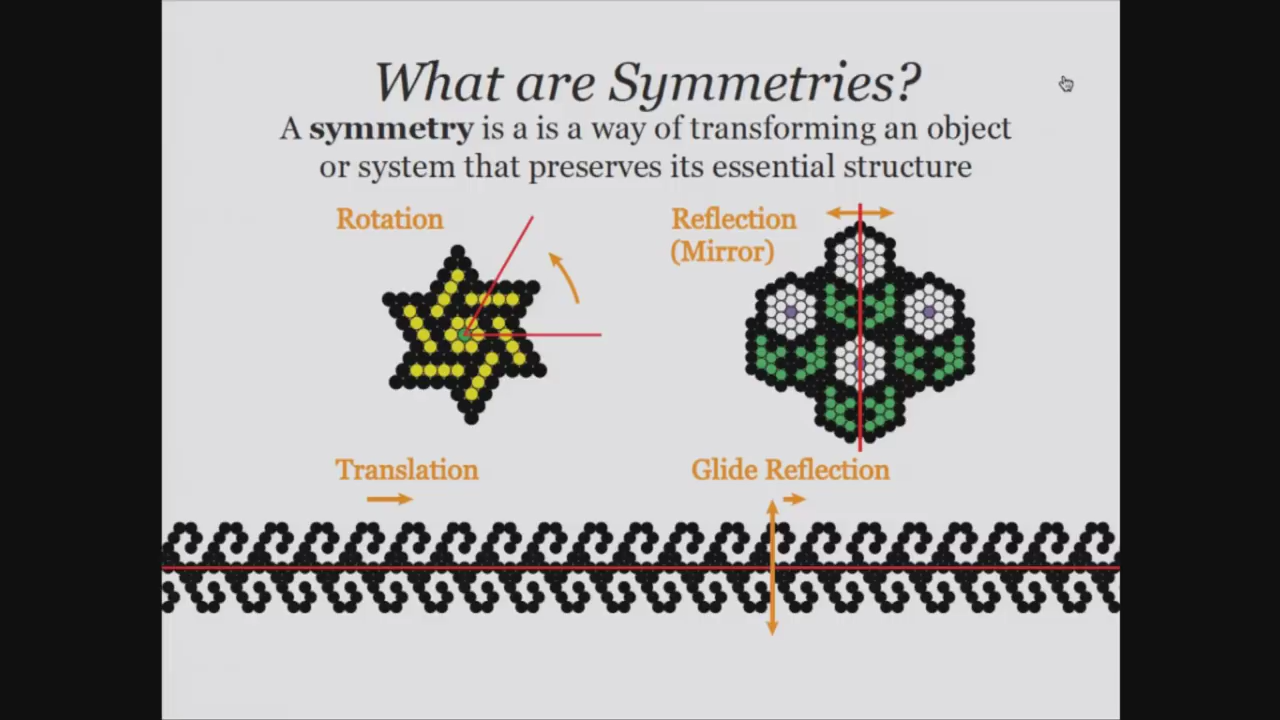 What are Symmetries?
A symmetry is a is a way of transforming an object
or system that preserves its essential structure
Rotation
Reflection
(Mirror)
Translation
Glide Reflection